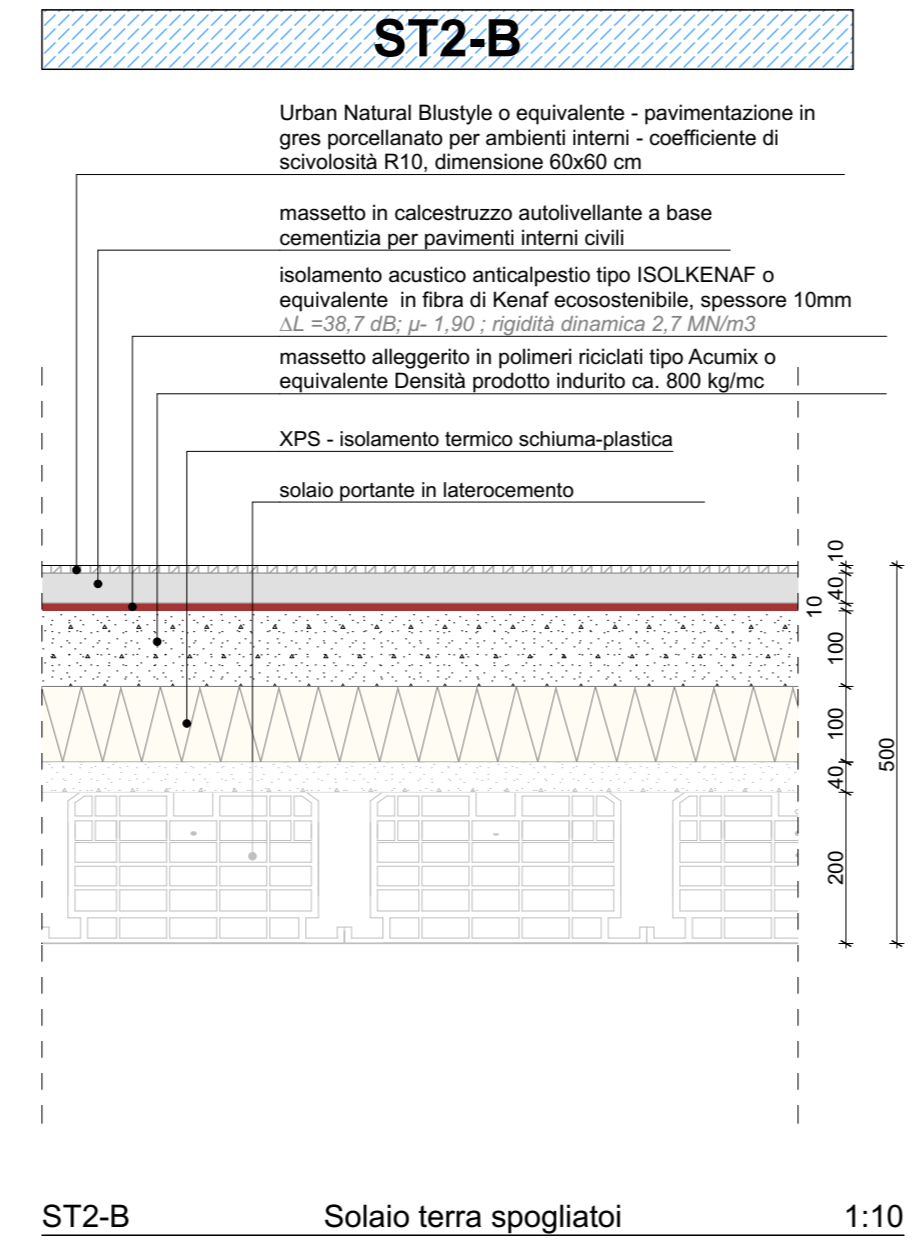 ST2-B
Urban Natural Blustyle o equivalente - pavimentazione in
gres porcellanato per ambienti interni - coefficiente di
scivolosità R10, dimensione 60x60 cm
massetto in calcestruzzo autolivellante a base
cementizia per pavimenti interni civili
isolamento acustico anticalpestio tipo ISOLKENAF o
equivalente  in fibra di Kenaf ecosostenibile, spessore 10mm
∆L =38,7 dB; μ- 1,90 ; rigidità dinamica 2,7 MN/m3
massetto alleggerito in polimeri riciclati tipo Acumix o
equivalente Densità prodotto indurito ca. 800 kg/mc
XPS - isolamento termico schiuma-plastica
solaio portante in laterocemento
10
40
10
100
100
40
200
500
ST2-B Solaio terra spogliatoi 1:10